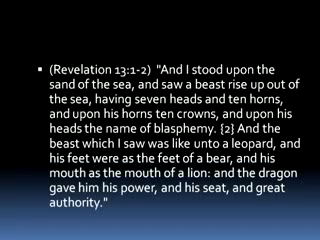 ▪ (Revelation 13:1-2) "And I stood upon the
sand of the sea, and saw a beast rise up out of
the sea, having seven heads and ten horns,
and upon his horns ten crowns, and upon his
heads the name of blasphemy. {2} And the
beast which I saw was like unto a leopard, and
his feet were as the feet of a bear, and his
mouth as the mouth of a lion: and the dragon
gave him his power, and his seat, and great
authority."